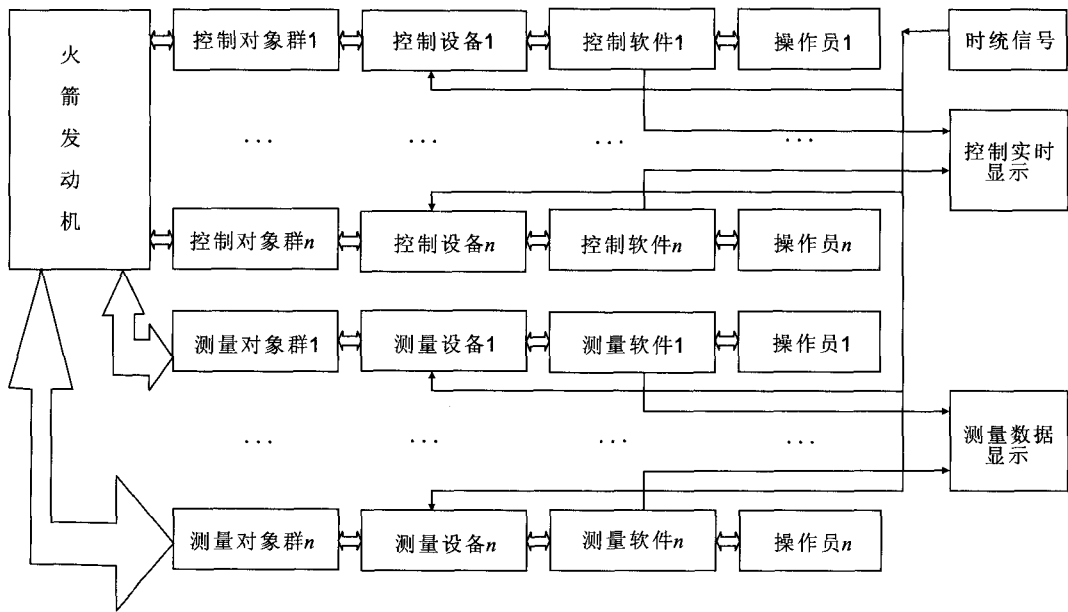 火箭发动机
控制对象群1
控制设备1
控制软件1
操作员1
时统信号
...
...
...
...
控制实时
显示
控制对象群n
控制设备n
控制软件n
操作员n
测量对象群1
测量设备1
测量软件1
操作员1
...
...
...
...
测量数据
显示
测量对象群n
测量设备n
测量软件n
操作员n